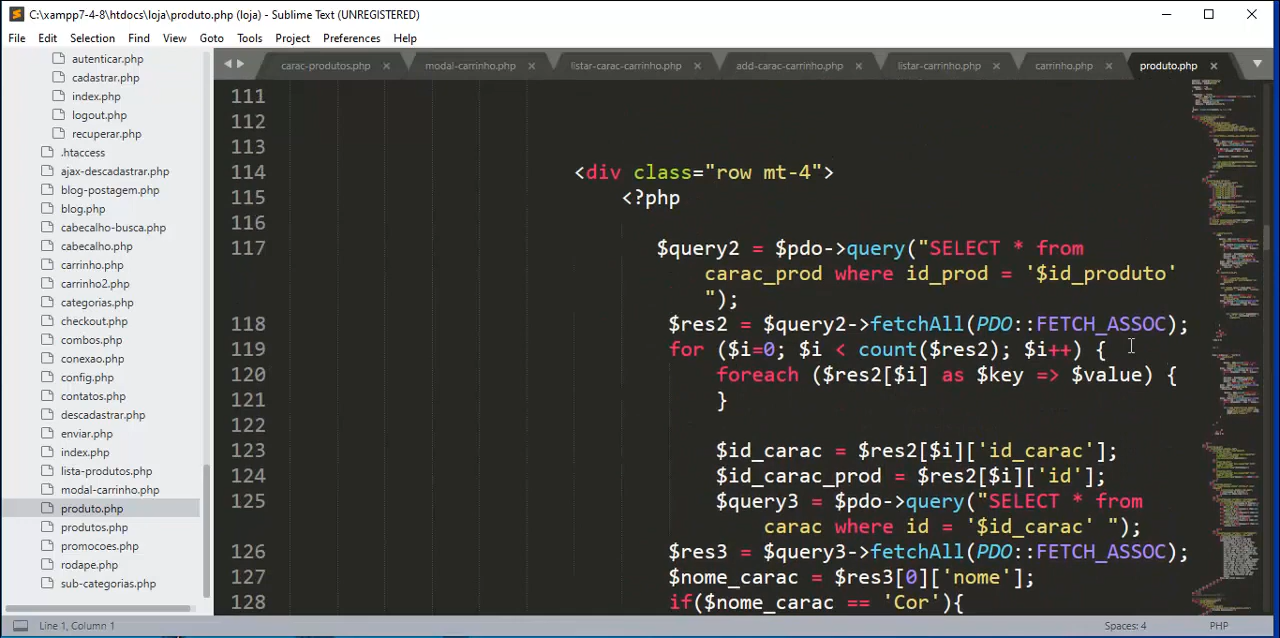 C:\xampp7-4-8\htdocs\loja\produto.php (loja) - Sublime Text (UNREGISTERED)
File Edit Selection Find View Goto Tools Project Preferences Help
autenticar.php
cadastrar.php
index.php
logout.php
recuperar.php
.htaccess
ajax-descadastrar.php
blog-postagem.php
blog.php
cabecalho-busca.php
cabecalho.php
carrinho.php
carrinho2.php
categorias.php
checkout.php
combos.php
conexao.php
config.php
contatos.php
descadastrar.php
enviar.php
index.php
lista-produtos.php
modal-carrinho.php
produto.php
produtos.php
promocoes.php
rodape.php
sub-categorias.php
carac-produtos.php modal-carrinho.php listar-carac-carrinho.php add-carac-carrinho.php listar-carrinho.php carrinho.php produto.php
111
112
113
114 <div class="row mt-4">
115 <?php
116
117 $query2 = $pdo->query("SELECT * from
carac_prod where id_prod = '$id_produto'
");
118 $res2 = $query2->fetchAll(PDO::FETCH_ASSOC);
119 for ($i=0; $i < count($res2); $i++) {
120 foreach ($res2[$i] as $key => $value) {
121 }
122
123 $id_carac = $res2[$i]['id_carac'];
124 $id_carac_prod = $res2[$i]['id'];
125 $query3 = $pdo->query("SELECT * from
carac where id = '$id_carac' ");
126 $res3 = $query3->fetchAll(PDO::FETCH_ASSOC);
127 $nome_carac = $res3[0]['nome'];
128 if($nome_carac == 'Cor'){
Line 1, Column 1 Spaces: 4 PHP